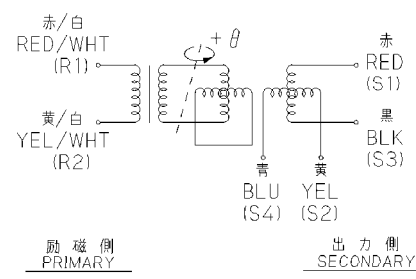 赤/白
RED/WHT
(R1)
黄/白
YEL/WHT
(R2)
+θ
赤
RED
(S1)
黒
BLK
(S3)
青
BLU
(S4)
黄
YEL
(S2)
励磁側
PRIMARY
出力側
SECONDARY